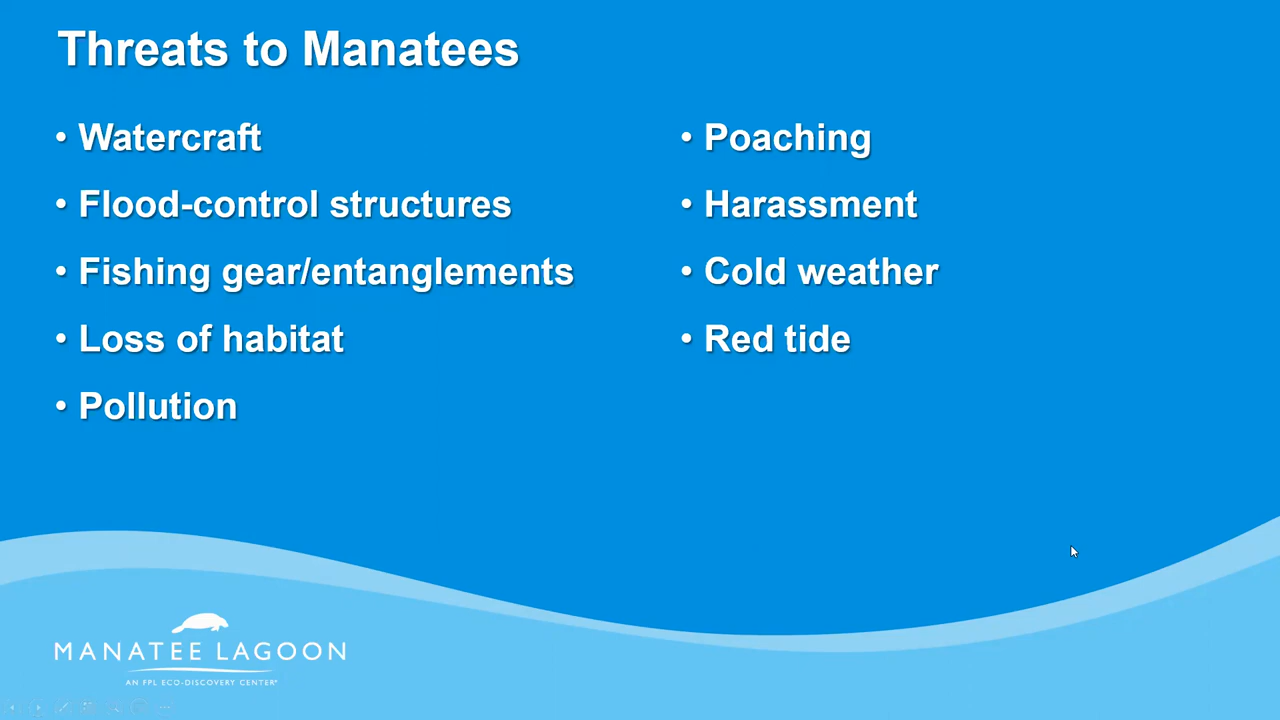 Threats to Manatees
• Watercraft
• Flood-control structures
• Fishing gear/entanglements
• Loss of habitat
• Pollution
• Poaching
• Harassment
• Cold weather
• Red tide
MANATEE LAGOON
AN FPL ECO-DISCOVERY CENTER®